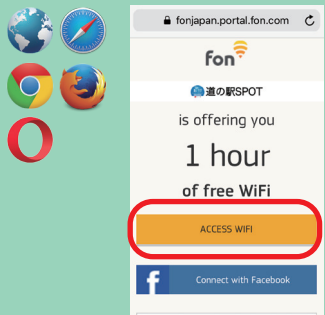 fonjapan.portal.fon.com
fon
道の駅SPOT
is offering you
1 hour
of free WiFi
ACCESS WIFI
f
Connect with Facebook